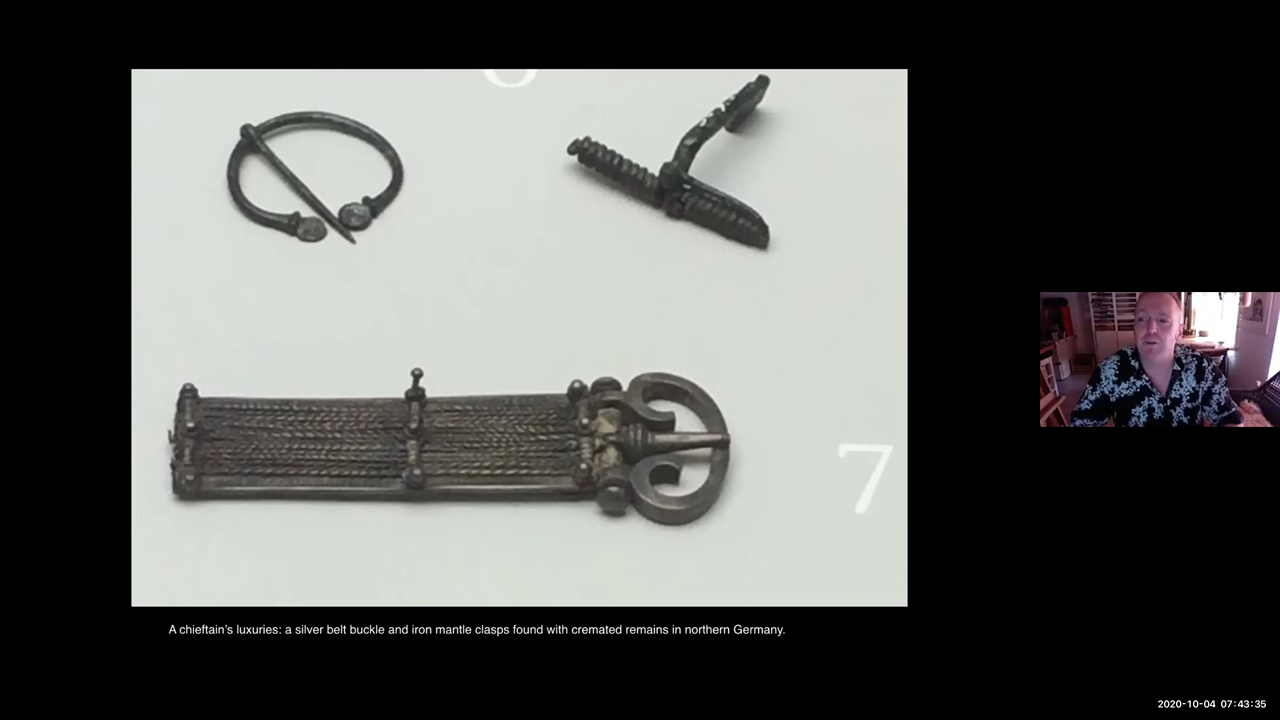 7
A chieftain's luxuries: a silver belt buckle and iron mantle clasps found with cremated remains in northern Germany.
2020-10-04 07:43:35